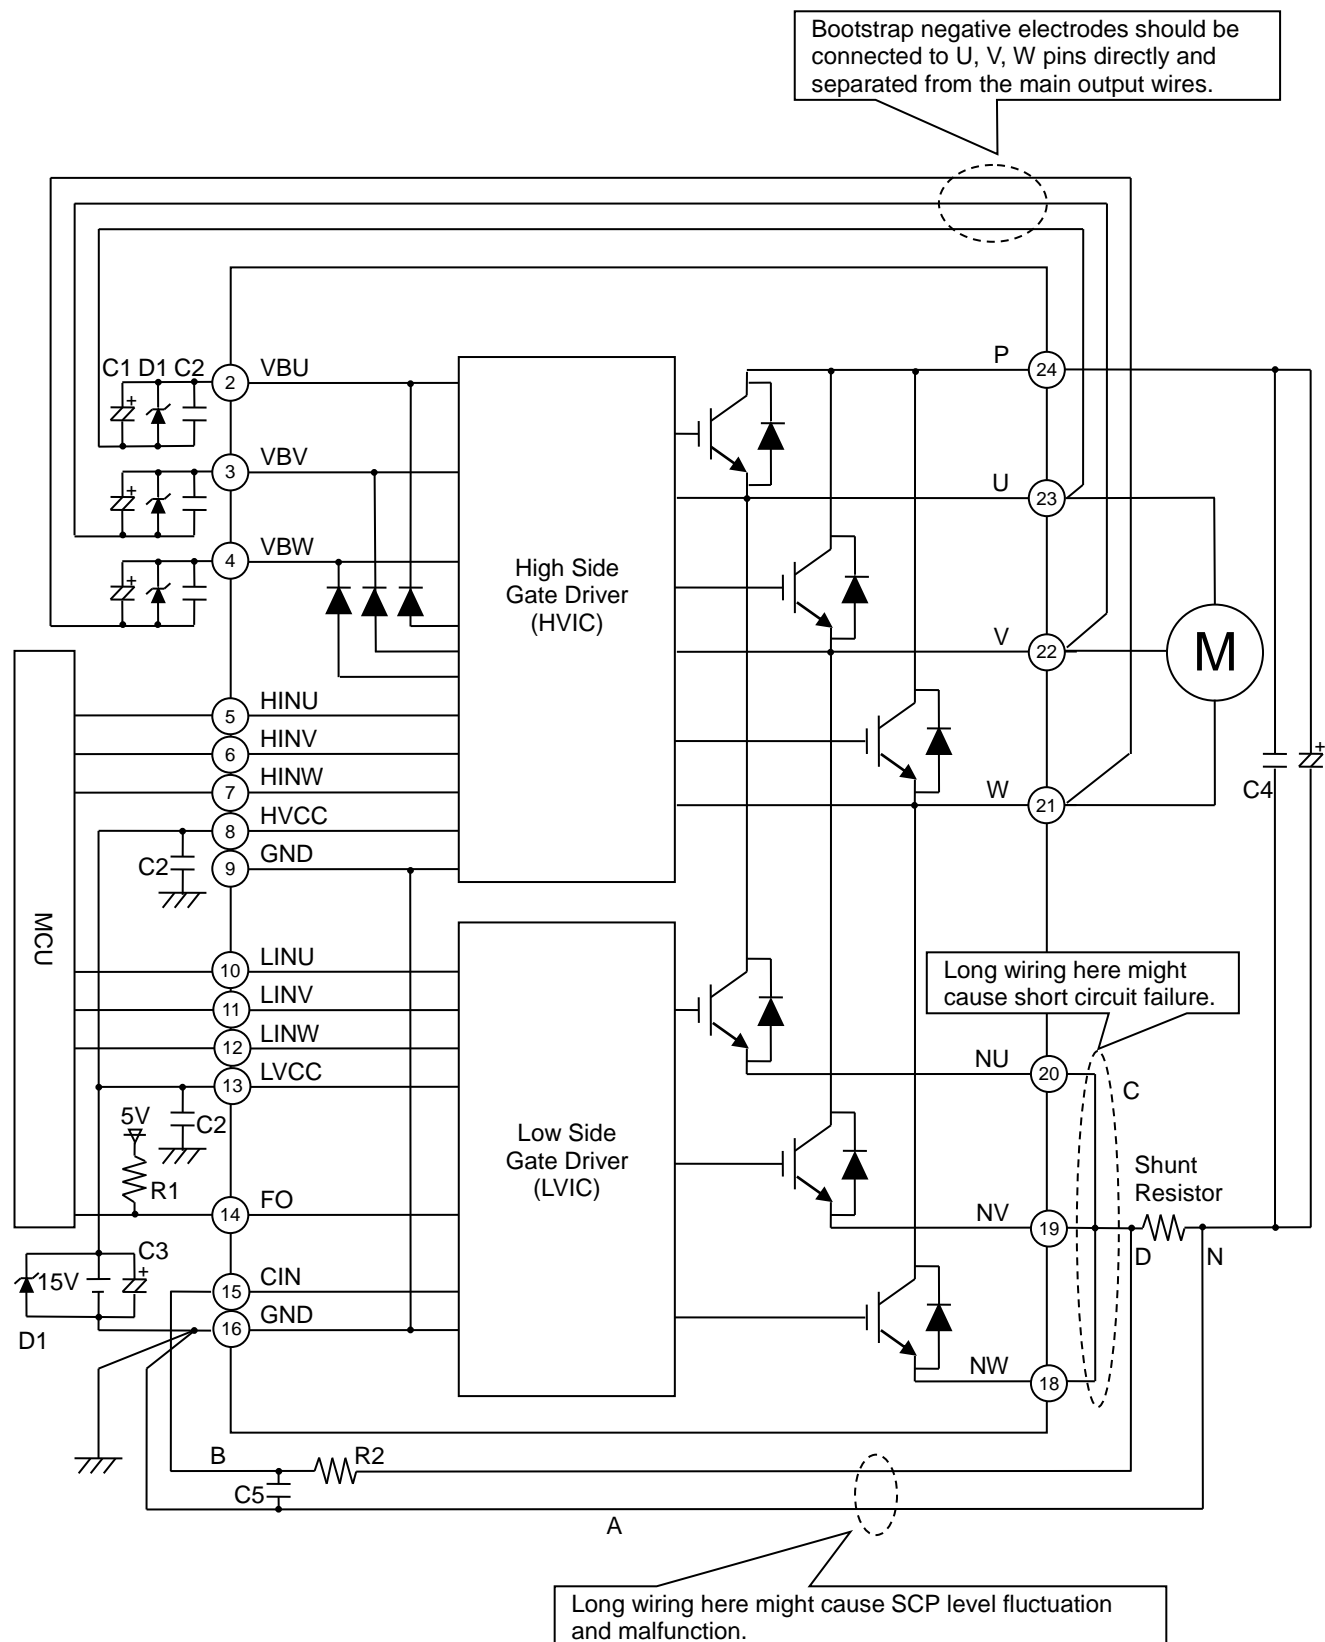 Bootstrap negative electrodes should be
connected to U, V, W pins directly and
separated from the main output wires.
C1 D1 C2
2
VBU
P
24
3
VBV
U
23
+
+
+
4
VBW
High Side
Gate Driver
(HVIC)
V
22
M
5
HINU
6
HINV
7
HINW
8
HVCC
9
GND
C2
W
21
C4
+
MCU
10
LINU
11
LINV
12
LINW
13
LVCC
Long wiring here might
cause short circuit failure.
NU
20
C
5V
C2
R1
Low Side
Gate Driver
(LVIC)
Shunt
Resistor
14
FO
NV
19
D
N
C3
+
15V
D1
15
CIN
16
GND
NW
18
B
R2
C5
A
Long wiring here might cause SCP level fluctuation
and malfunction.